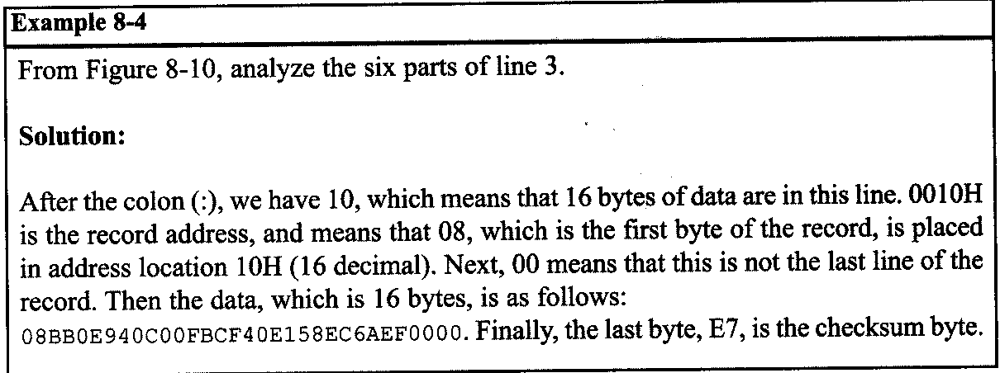 Example 8-4
From Figure 8-10, analyze the six parts of line 3.
Solution:
After the colon (:), we have 10, which means that 16 bytes of data are in this line. 0010H
is the record address, and means that 08, which is the first byte of the record, is placed
in address location 10H (16 decimal). Next, 00 means that this is not the last line of the
record. Then the data, which is 16 bytes, is as follows:
08BB0E940C00FBCF40E158EC6AEF0000. Finally, the last byte, E7, is the checksum byte.